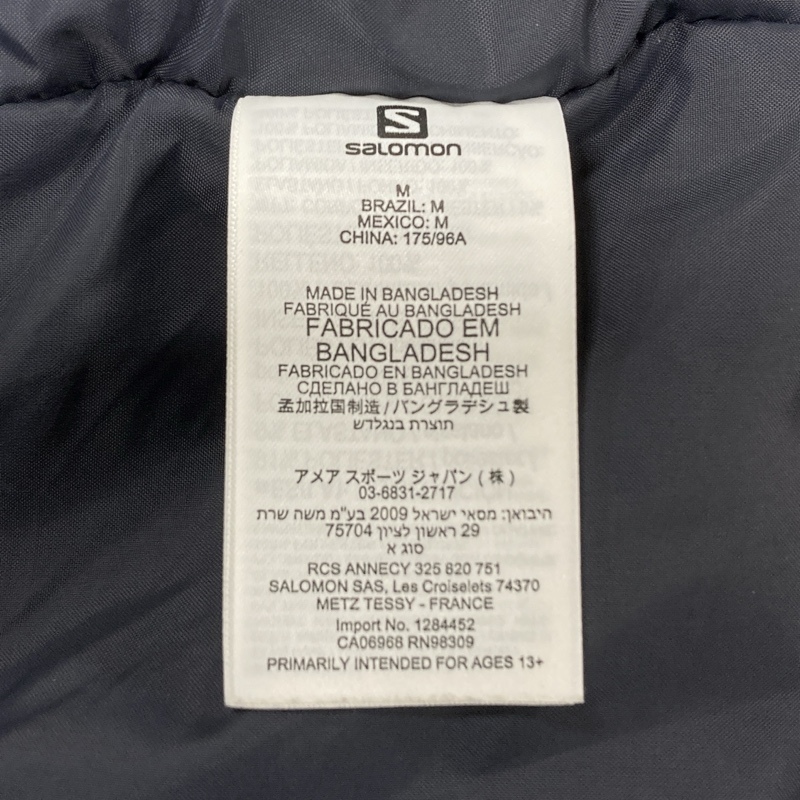 S
salomon
M
BRAZIL: M
MEXICO: M
CHINA: 175/96A
MADE IN BANGLADESH
FABRIQUÉ AU BANGLADESH
FABRICADO EM
BANGLADESH
FABRICADO EN BANGLADESH
СДЕЛАНО В БАНГЛАДЕШ
孟加拉国制造 / バングラデシュ製
תוצרת בנגלדש
アメア スポーツ ジャパン ( 株 )
03-6831-2717
היבואן: מסאי ישראל 2009 בע"מ משה שרת
29 ראשון לציון 75704
סוג א
RCS ANNECY 325 820 751
SALOMON SAS, Les Croiselets 74370
METZ TESSY - FRANCE
Import No. 1284452
CA06968 RN98309
PRIMARILY INTENDED FOR AGES 13+